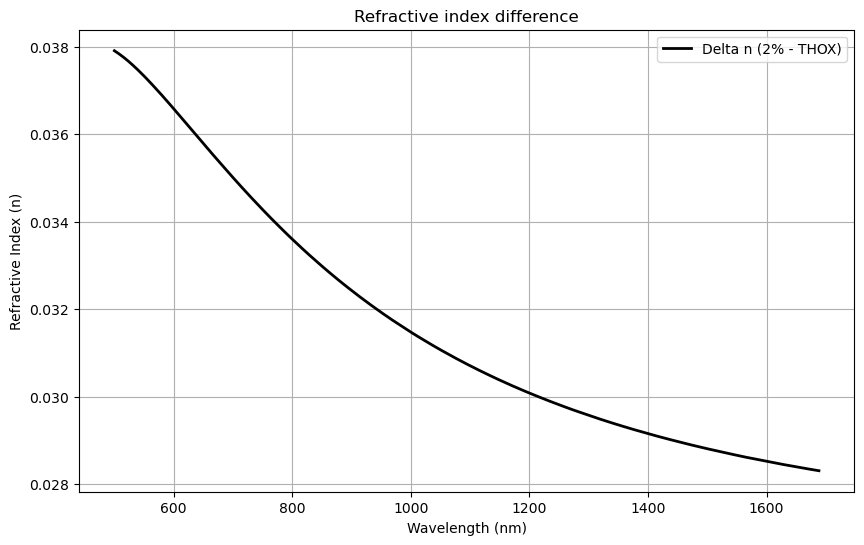 Refractive index difference
Delta n (2% - THOX)
Refractive Index (n)
0.038
0.036
0.034
0.032
0.030
0.028
600 800 1000 1200 1400 1600
Wavelength (nm)